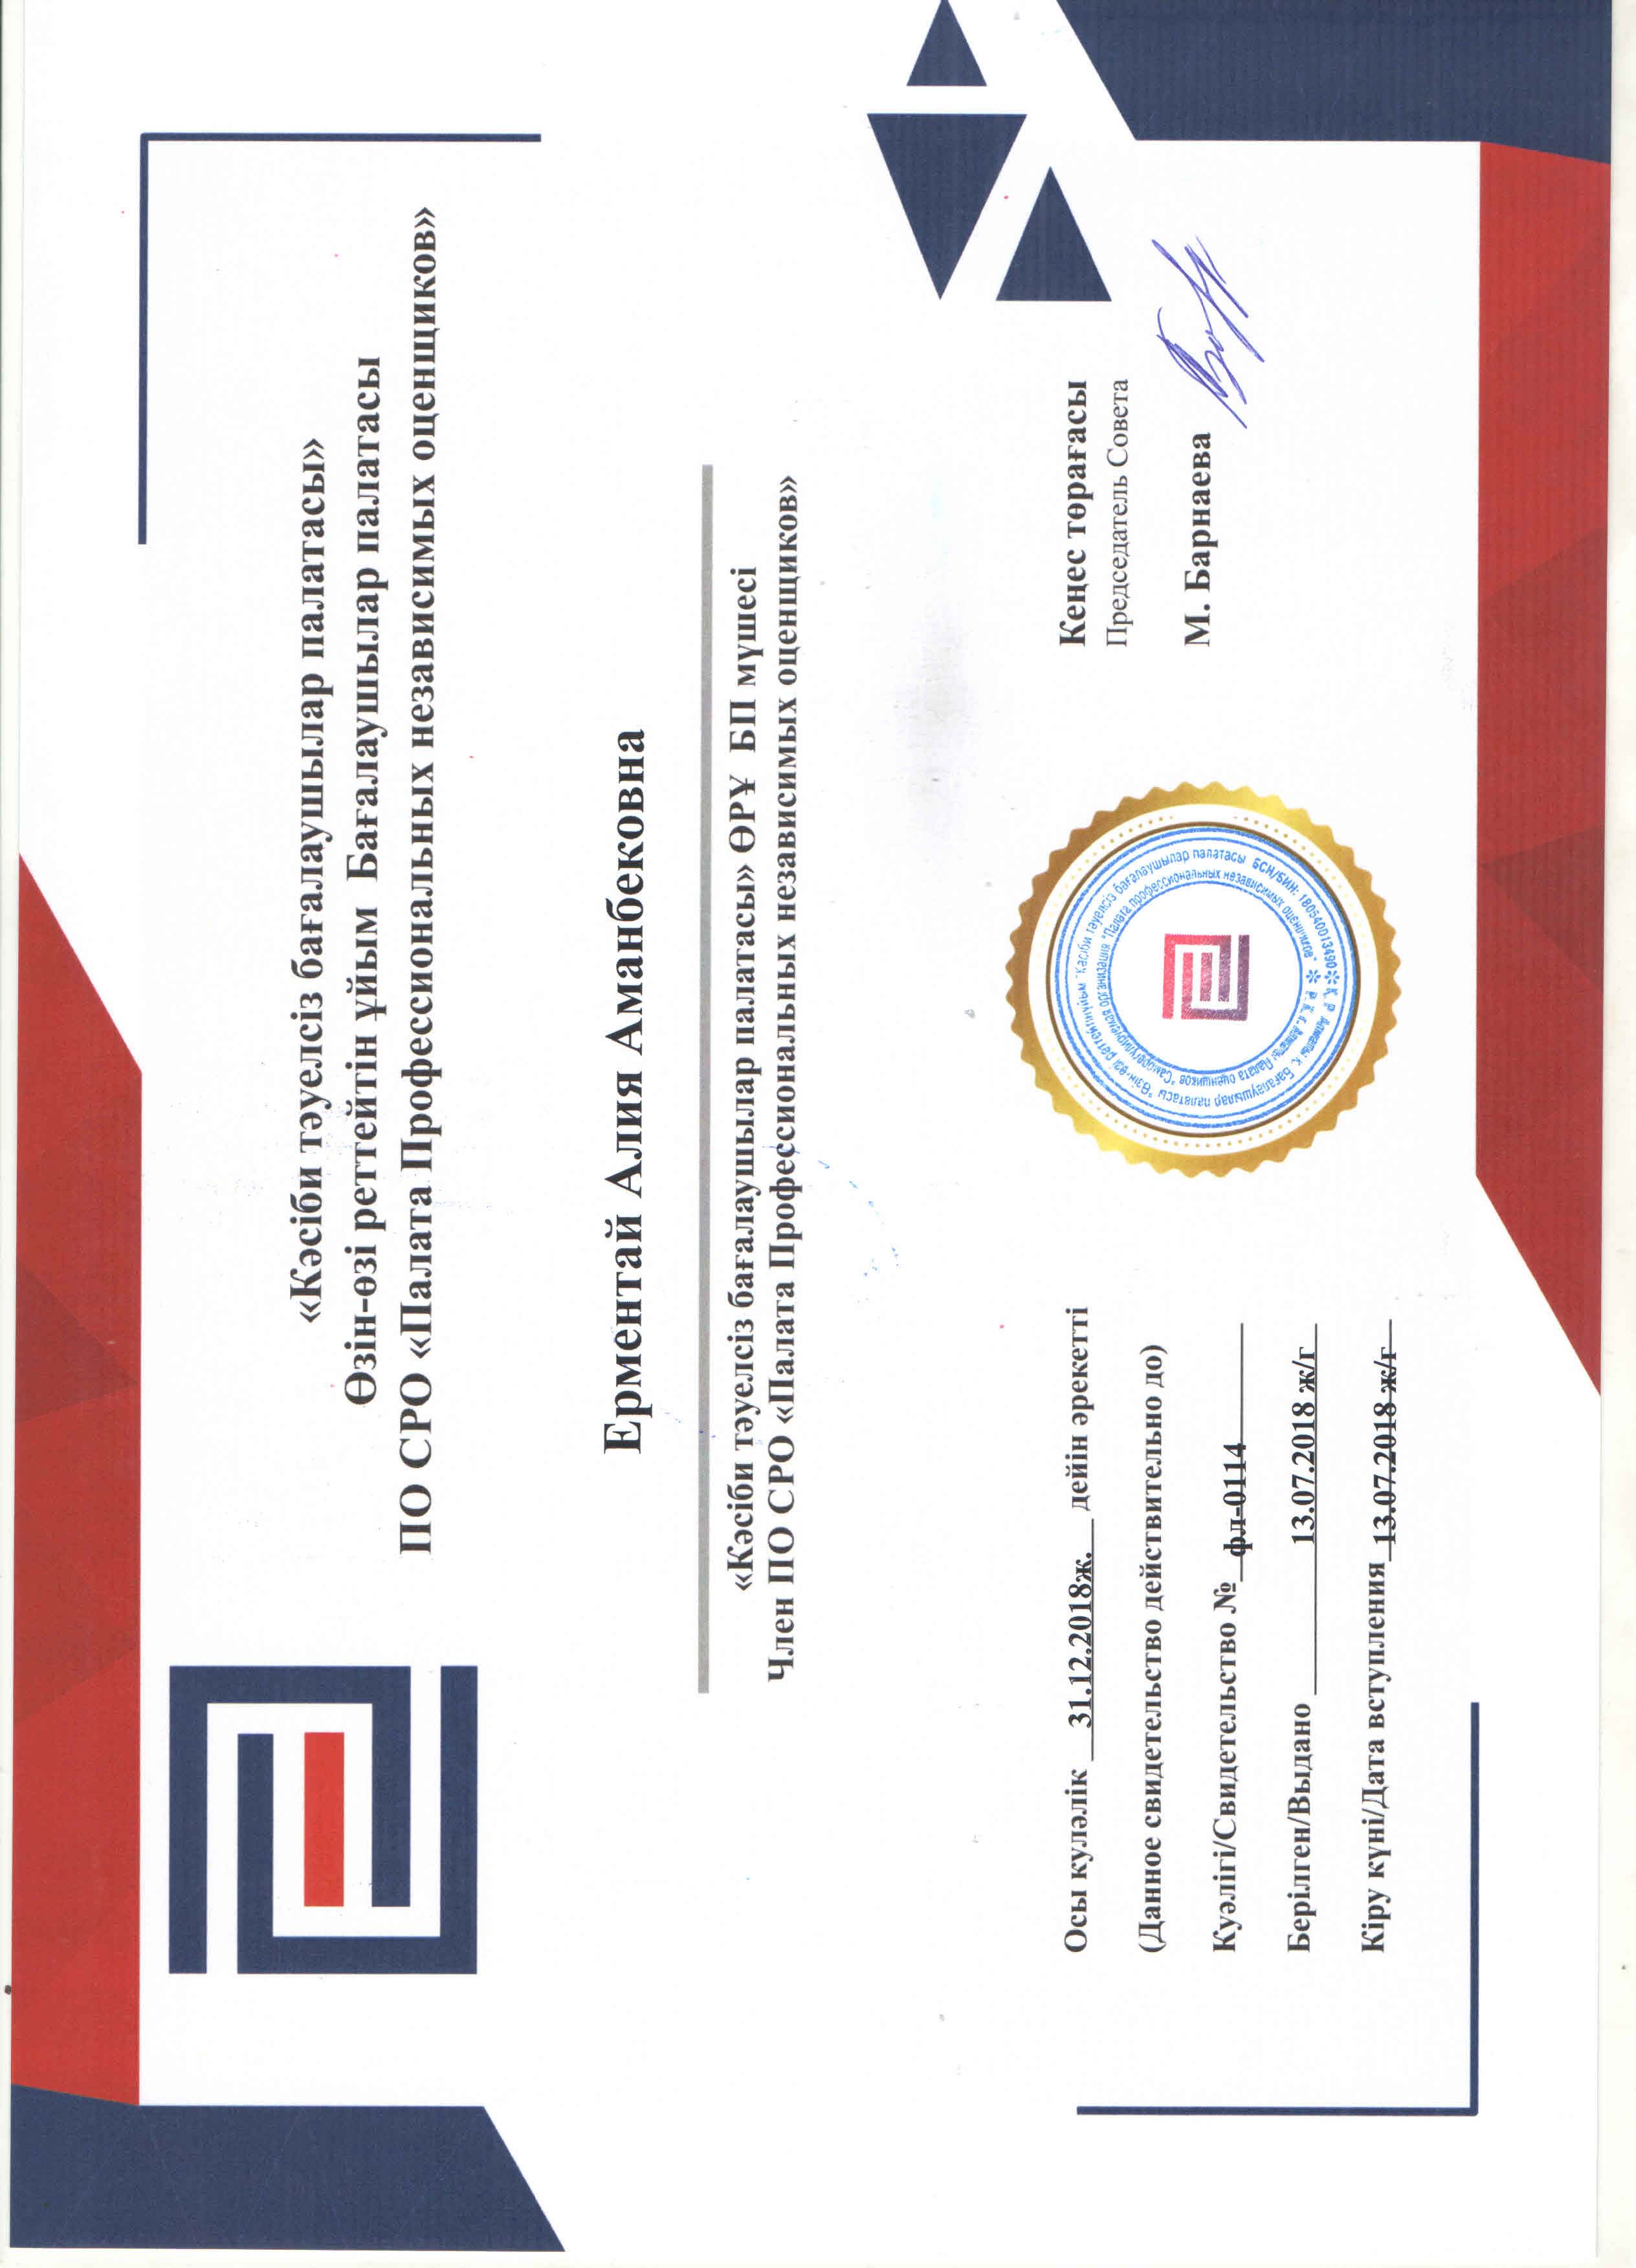 «Кәсіби тәуелсіз бағалаушылар палатасы»
Өзін-өзі реттейтін ұйым Бағалаушылар палатасы
ПО СРО «Палата Профессиональных независимых оценщиков»
Ерментай Алия Аманбековна
«Кәсіби тәуелсіз бағалаушылар палатасы» ӨРҰ БП мүшесі
Член ПО СРО «Палата Профессиональных независимых оценщиков»
Осы куәлік 31.12.2018ж. дейін әрекетті
(Данное свидетельство действительно до)
Куәлігі/Свидетельство № фл-0114
Берілген/Выдано 13.07.2018 ж/г
Кіру күні/Дата вступления 13.07.2018 ж/г
"Өзін-өзі реттейтін ұйым "Кәсіби тәуелсіз бағалаушылар палатасы БСН/БИН: 180540013490
Қ.Р. Алматы қ. Бағалаушылар палатасы
"Саморегулируемая организация "Палата профессиональных независимых оценщиков"
Р.К. г. Алматы Палата оценщиков
Кеңес төрағасы
Председатель Совета
М. Барнаева